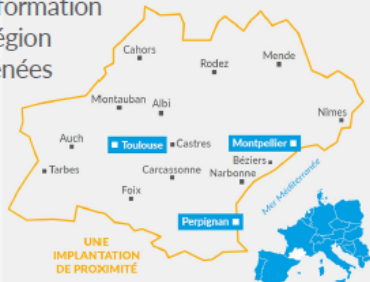 formation
égion
enées
Cahors
Rodez
Mende
Montauban
Albi
Nîmes
Auch
Toulouse
Castres
Montpellier
Tarbes
Carcassonne
Béziers
Narbonne
Foix
Mer Méditerranée
Perpignan
UNE
IMPLANTATION
DE PROXIMITÉ